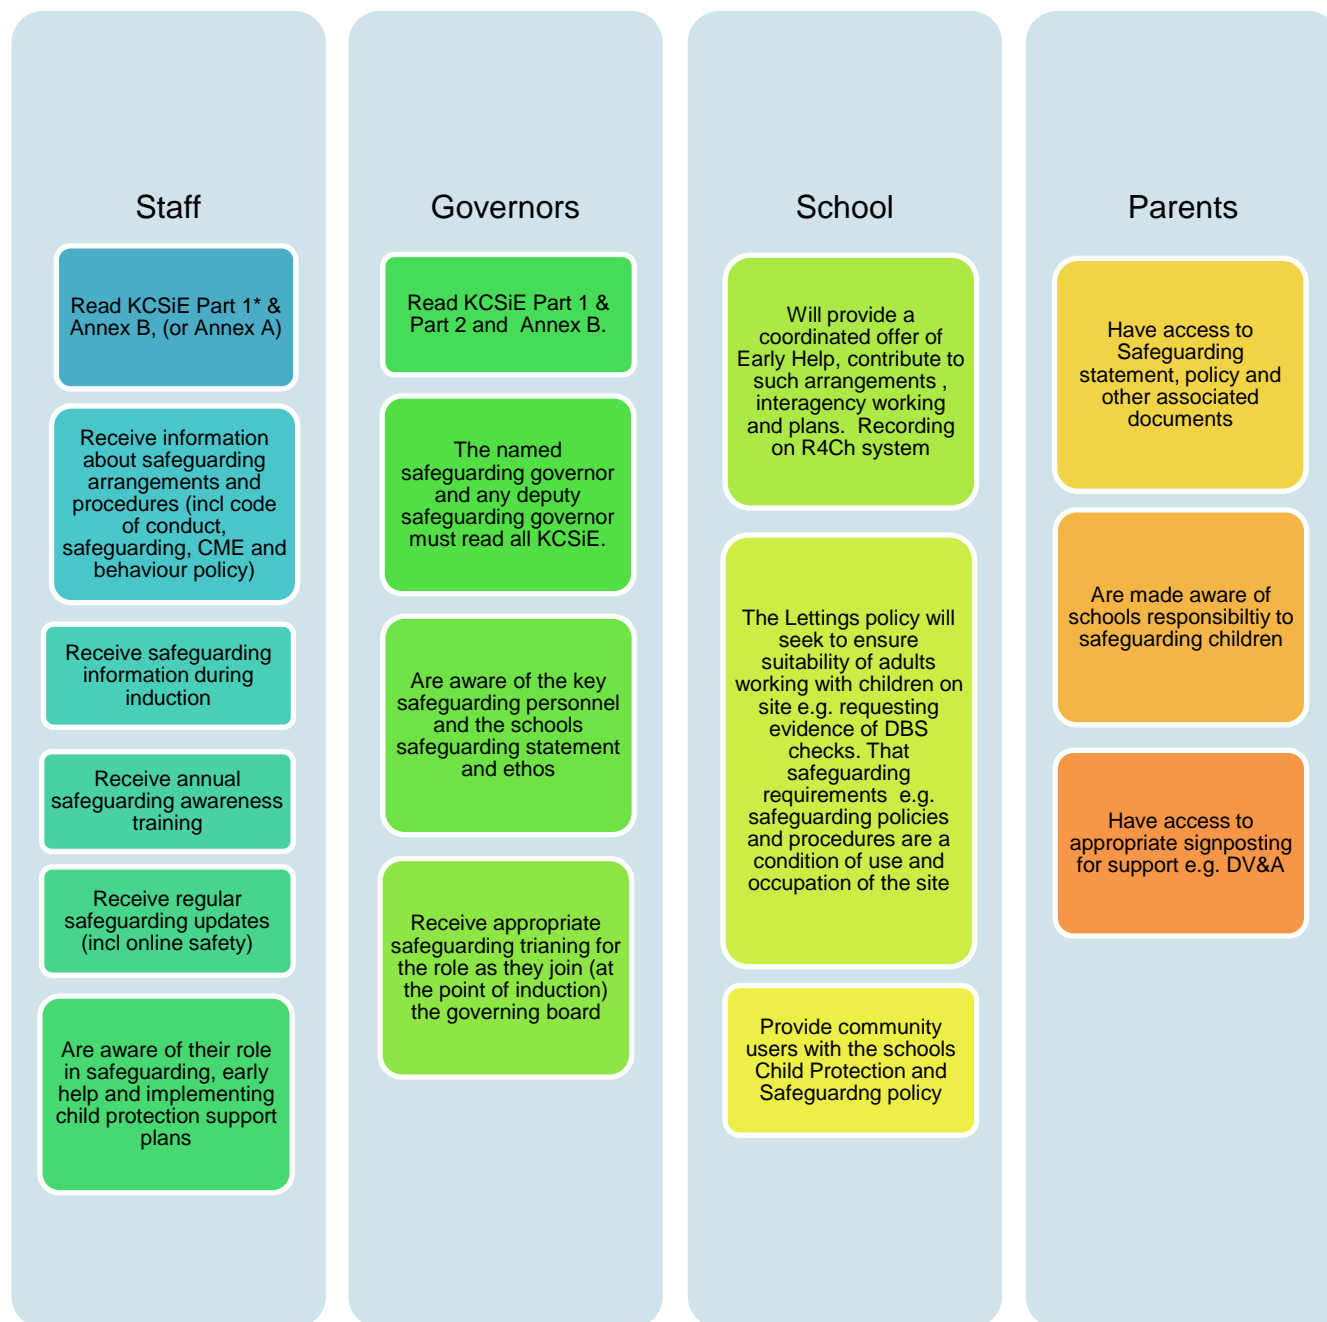 Staff
Read KCSiE Part 1* &
Annex B, (or Annex A)
Receive information
about safeguarding
arrangements and
procedures (incl code
of conduct,
safeguarding, CME and
behaviour policy)
Receive safeguarding
information during
induction
Receive annual
safeguarding awareness
training
Receive regular
safeguarding updates
(incl online safety)
Are aware of their role
in safeguarding, early
help and implementing
child protection support
plans
Governors
Read KCSiE Part 1 &
Part 2 and Annex B.
The named
safeguarding governor
and any deputy
safeguarding governor
must read all KCSiE.
Are aware of the key
safeguarding personnel
and the schools
safeguarding statement
and ethos
Receive appropriate
safeguarding trianing for
the role as they join (at
the point of induction)
the governing board
School
Will provide a
coordinated offer of
Early Help, contribute to
such arrangements ,
interagency working
and plans. Recording
on R4Ch system
The Lettings policy will
seek to ensure
suitability of adults
working with children on
site e.g. requesting
evidence of DBS
checks. That
safeguarding
requirements e.g.
safeguarding policies
and procedures are a
condition of use and
occupation of the site
Provide community
users with the schools
Child Protection and
Safeguardng policy
Parents
Have access to
Safeguarding
statement, policy and
other associated
documents
Are made aware of
schools responsibiltiy to
safeguarding children
Have access to
appropriate signposting
for support e.g. DV&A